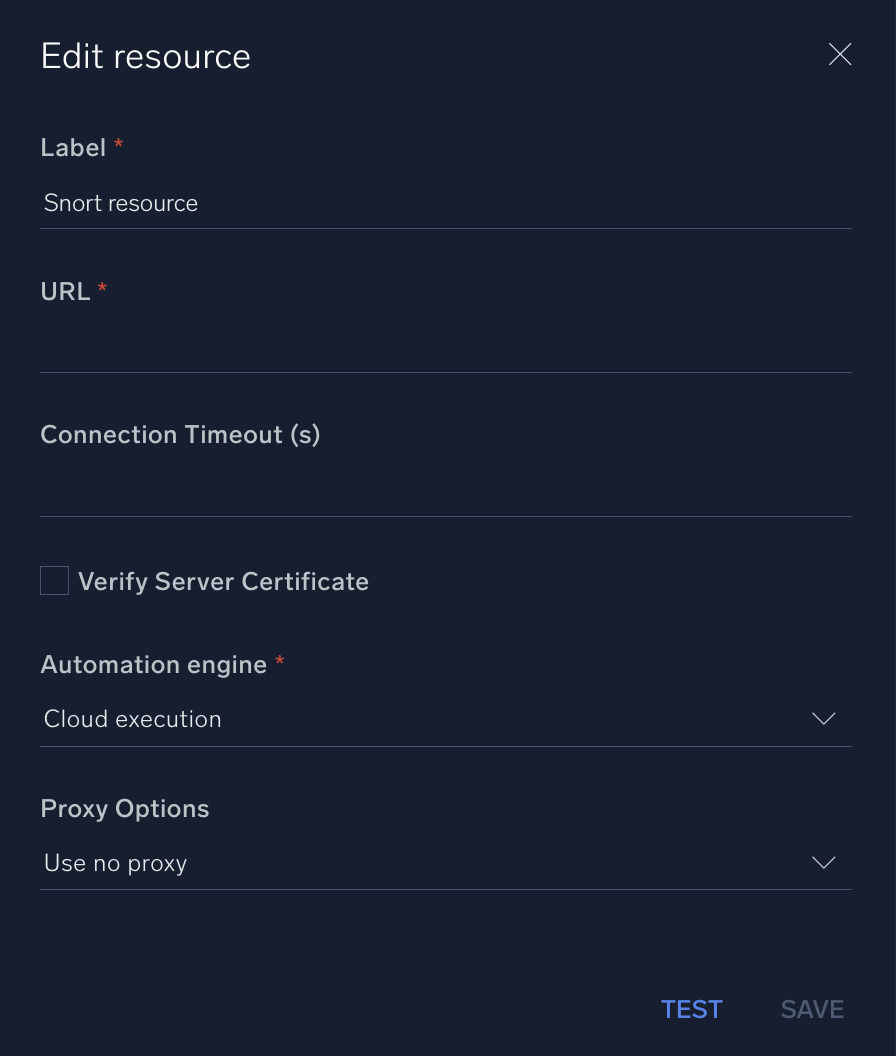 Edit resource
Label *
Snort resource
URL *
Connection Timeout (s)
Verify Server Certificate
Automation engine *
Cloud execution
Proxy Options
Use no proxy
TEST SAVE